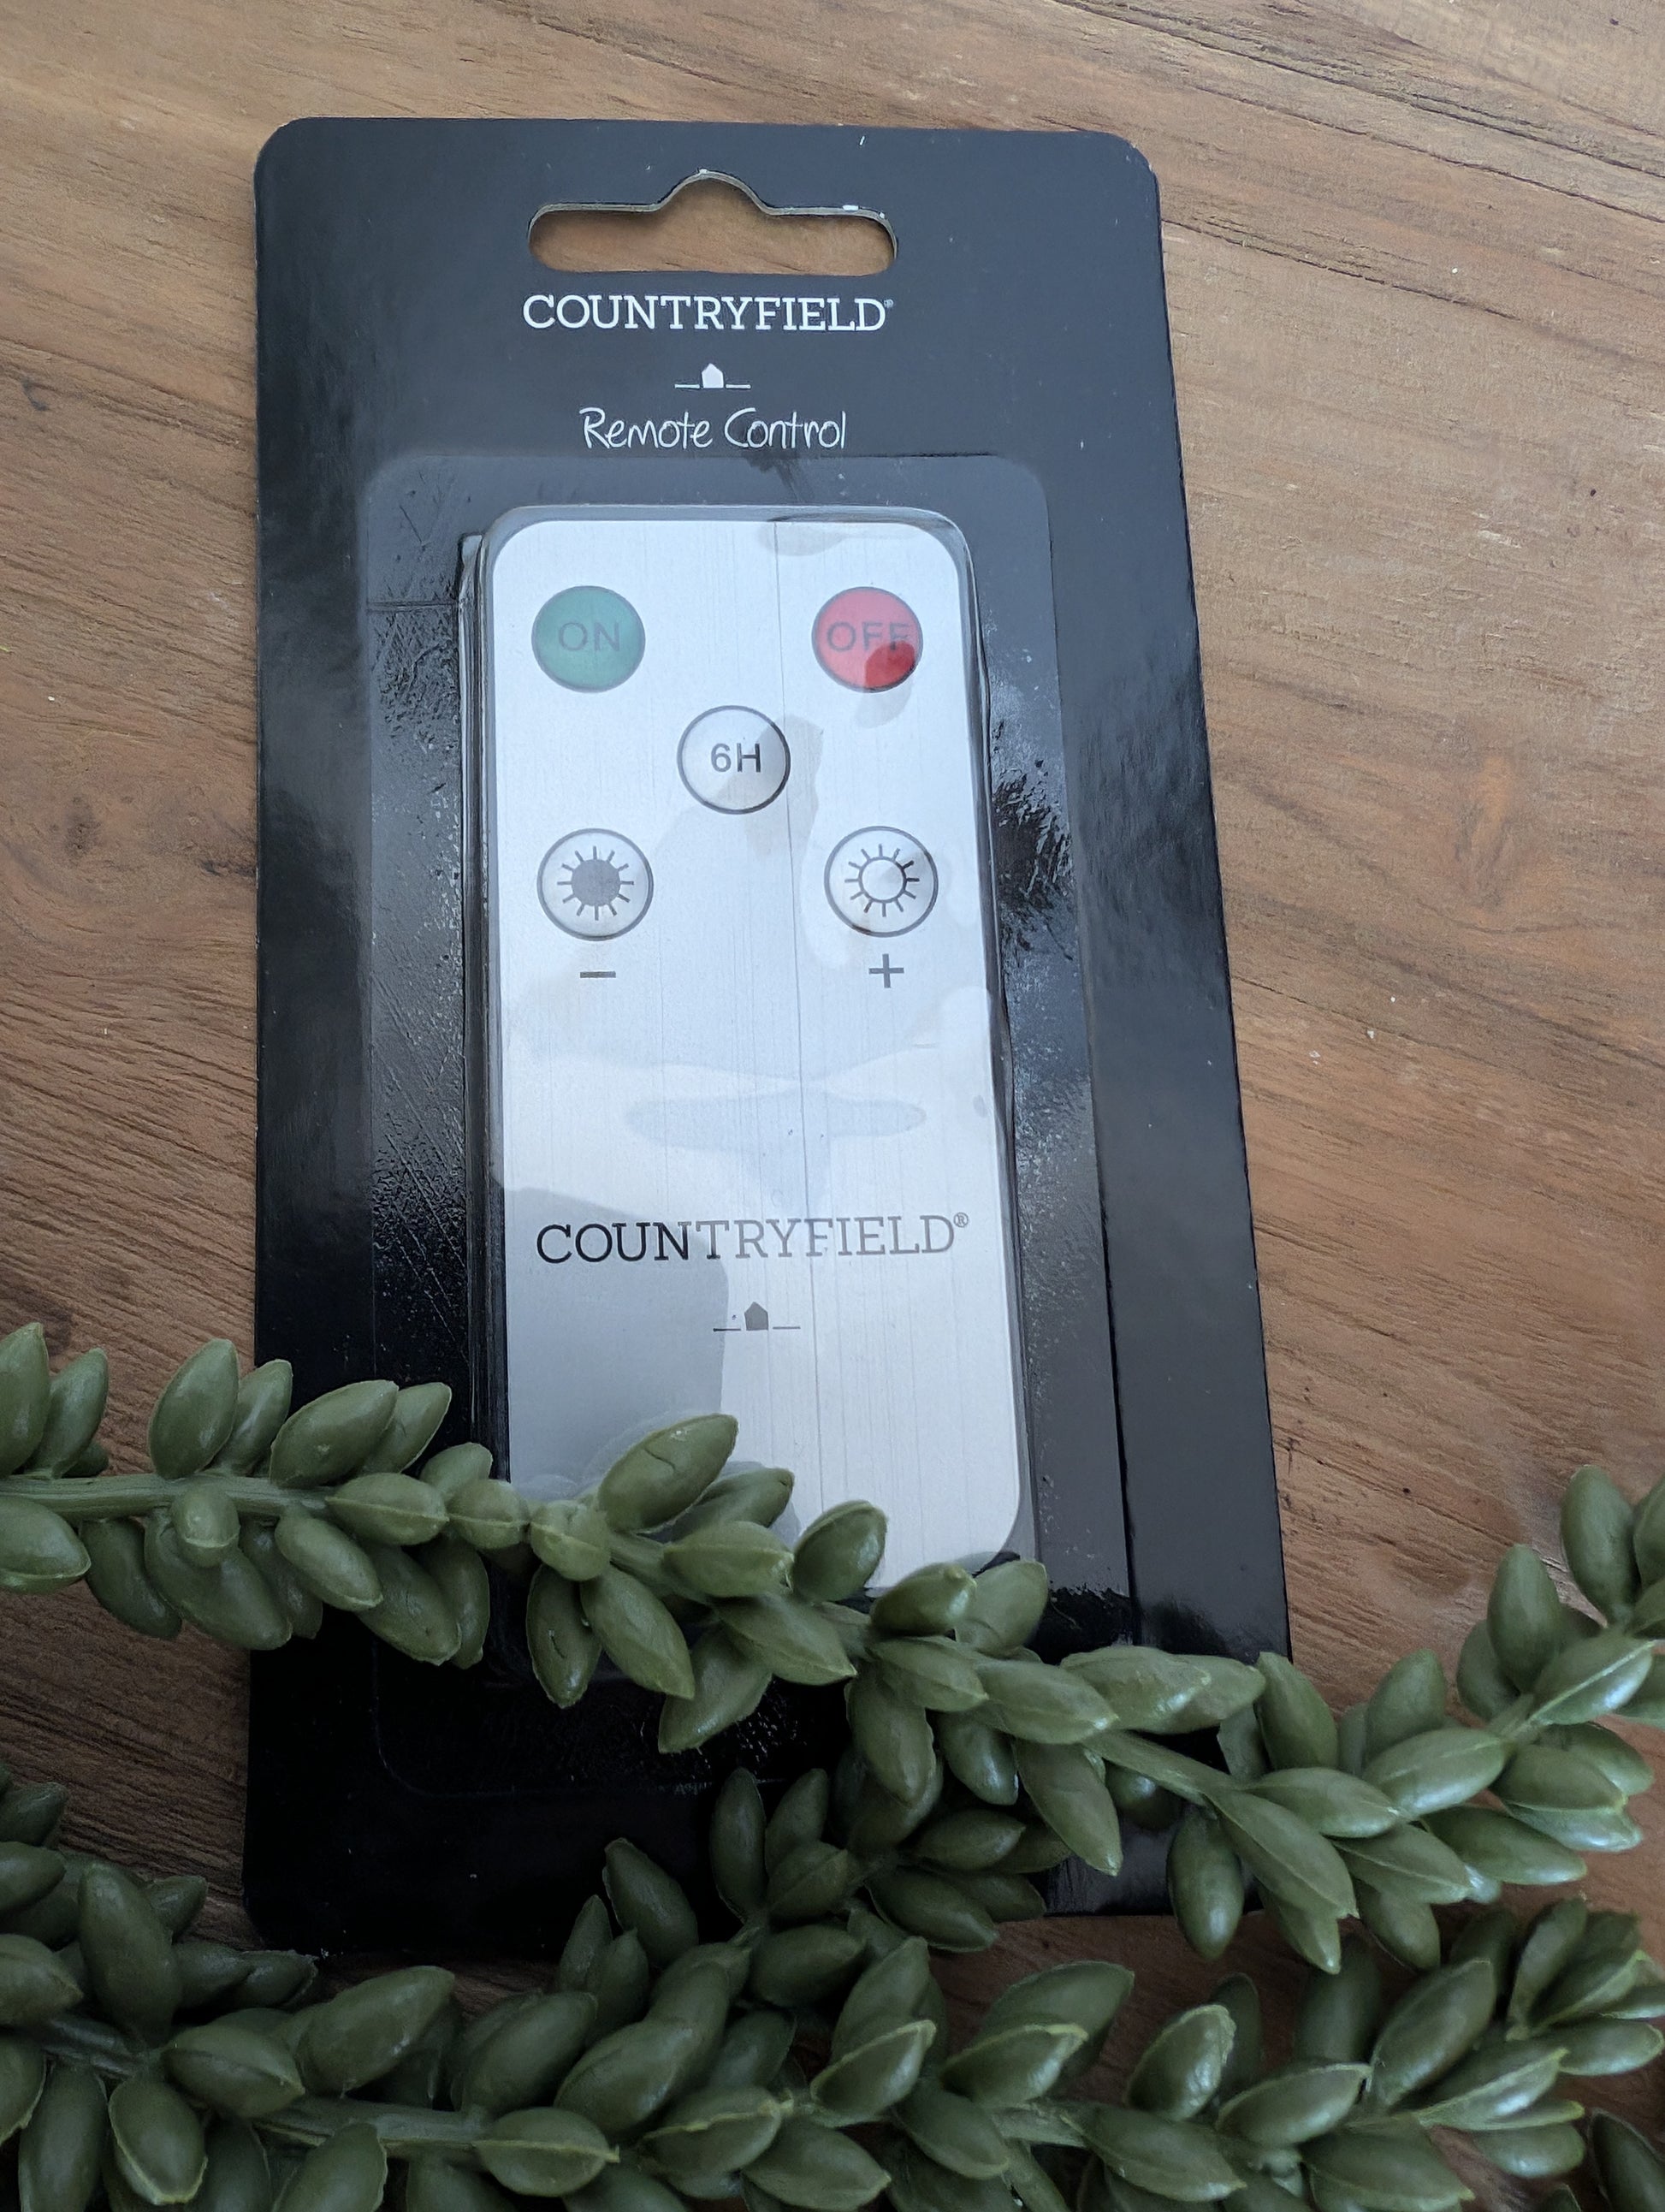 COUNTRYFIELD®
Remote Control
ON OFF
6H
− +
COUNTRYFIELD®